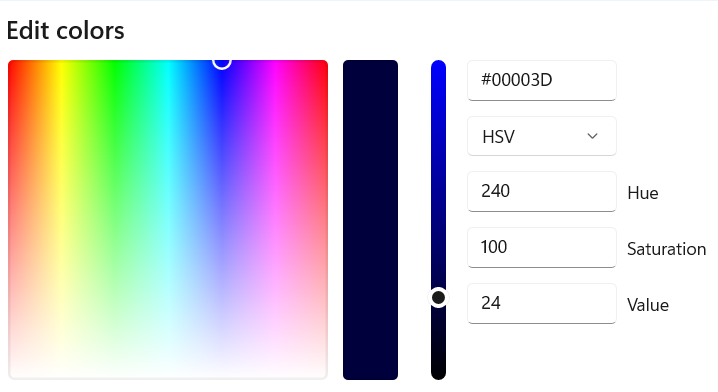 Edit colors
#00003D
HSV
240 Hue
100 Saturation
24 Value